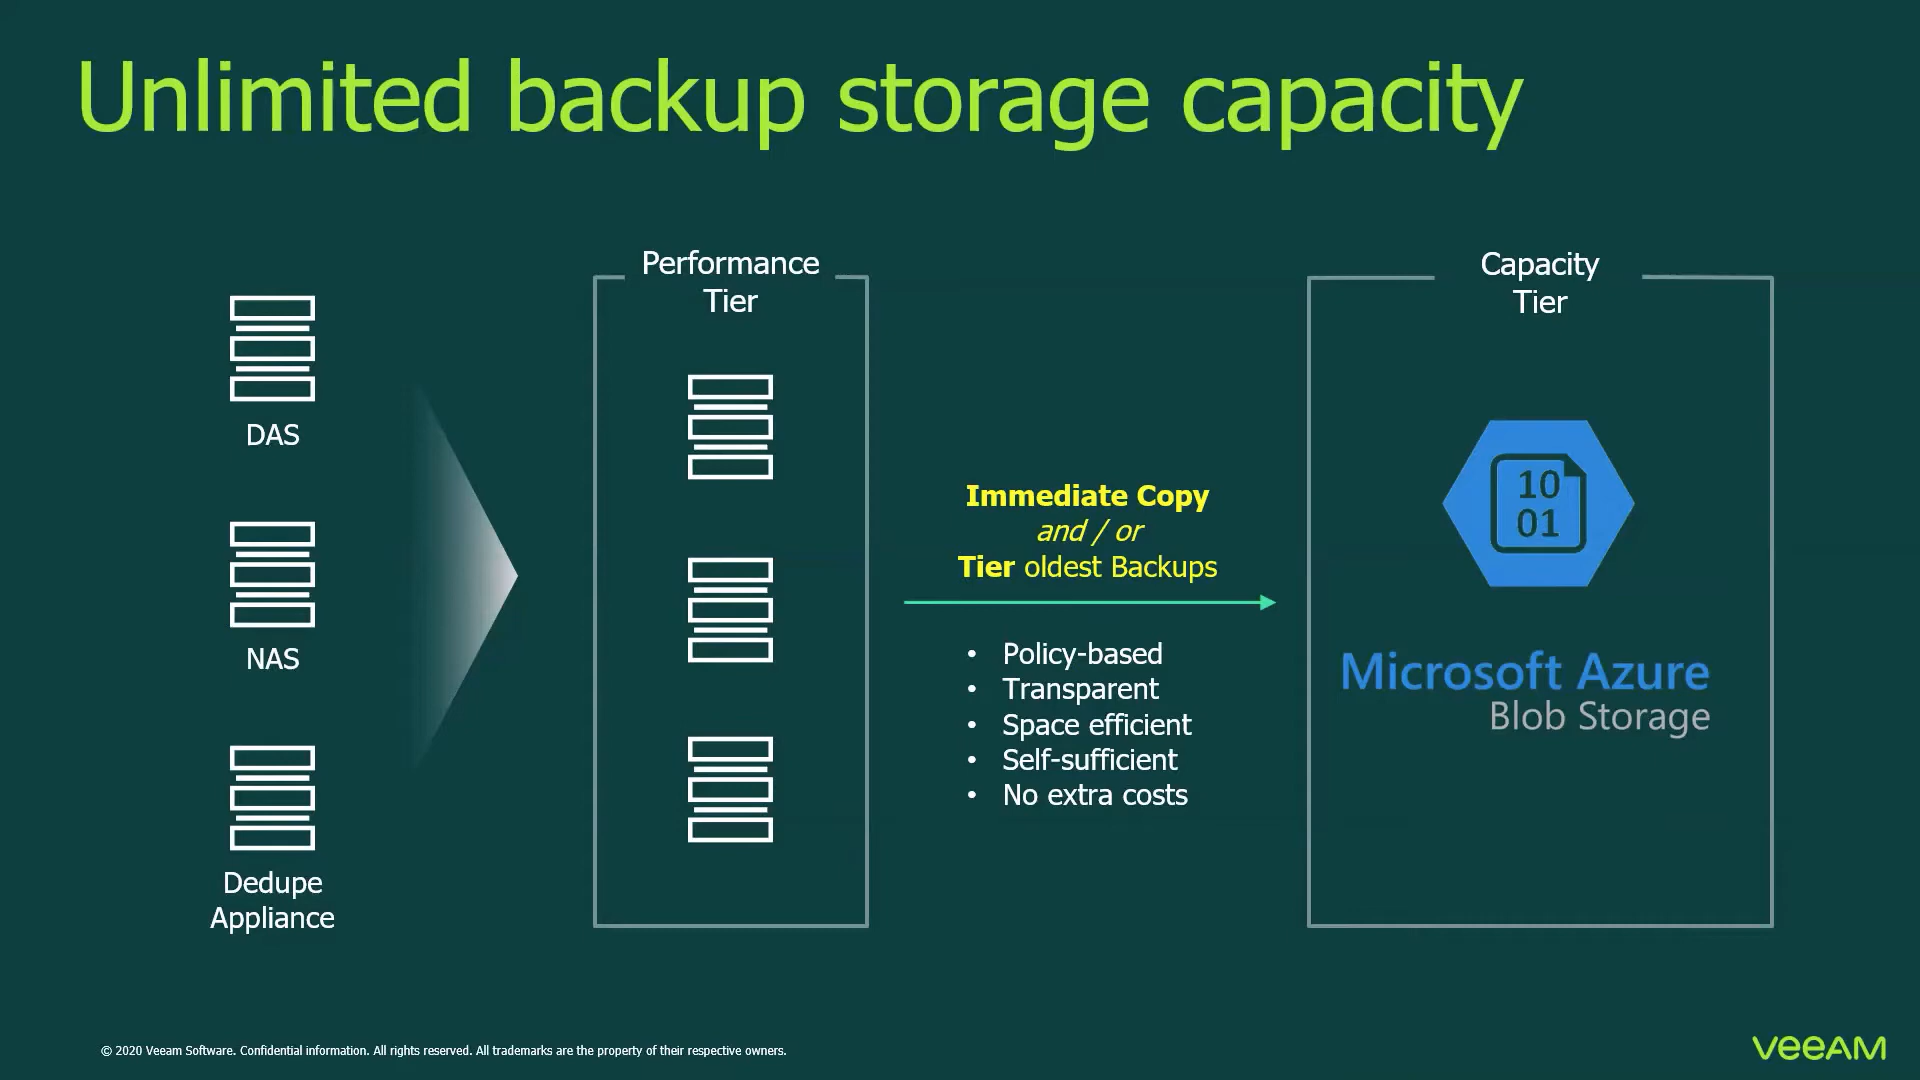 Unlimited backup storage capacity
DAS
NAS
Dedupe
Appliance
Performance
Tier
Immediate Copy
and / or
Tier oldest Backups
• Policy-based
• Transparent
• Space efficient
• Self-sufficient
• No extra costs
Capacity
Tier
10
01
Microsoft Azure
Blob Storage
© 2020 Veeam Software. Confidential information. All rights reserved. All trademarks are the property of their respective owners.
VEEAM